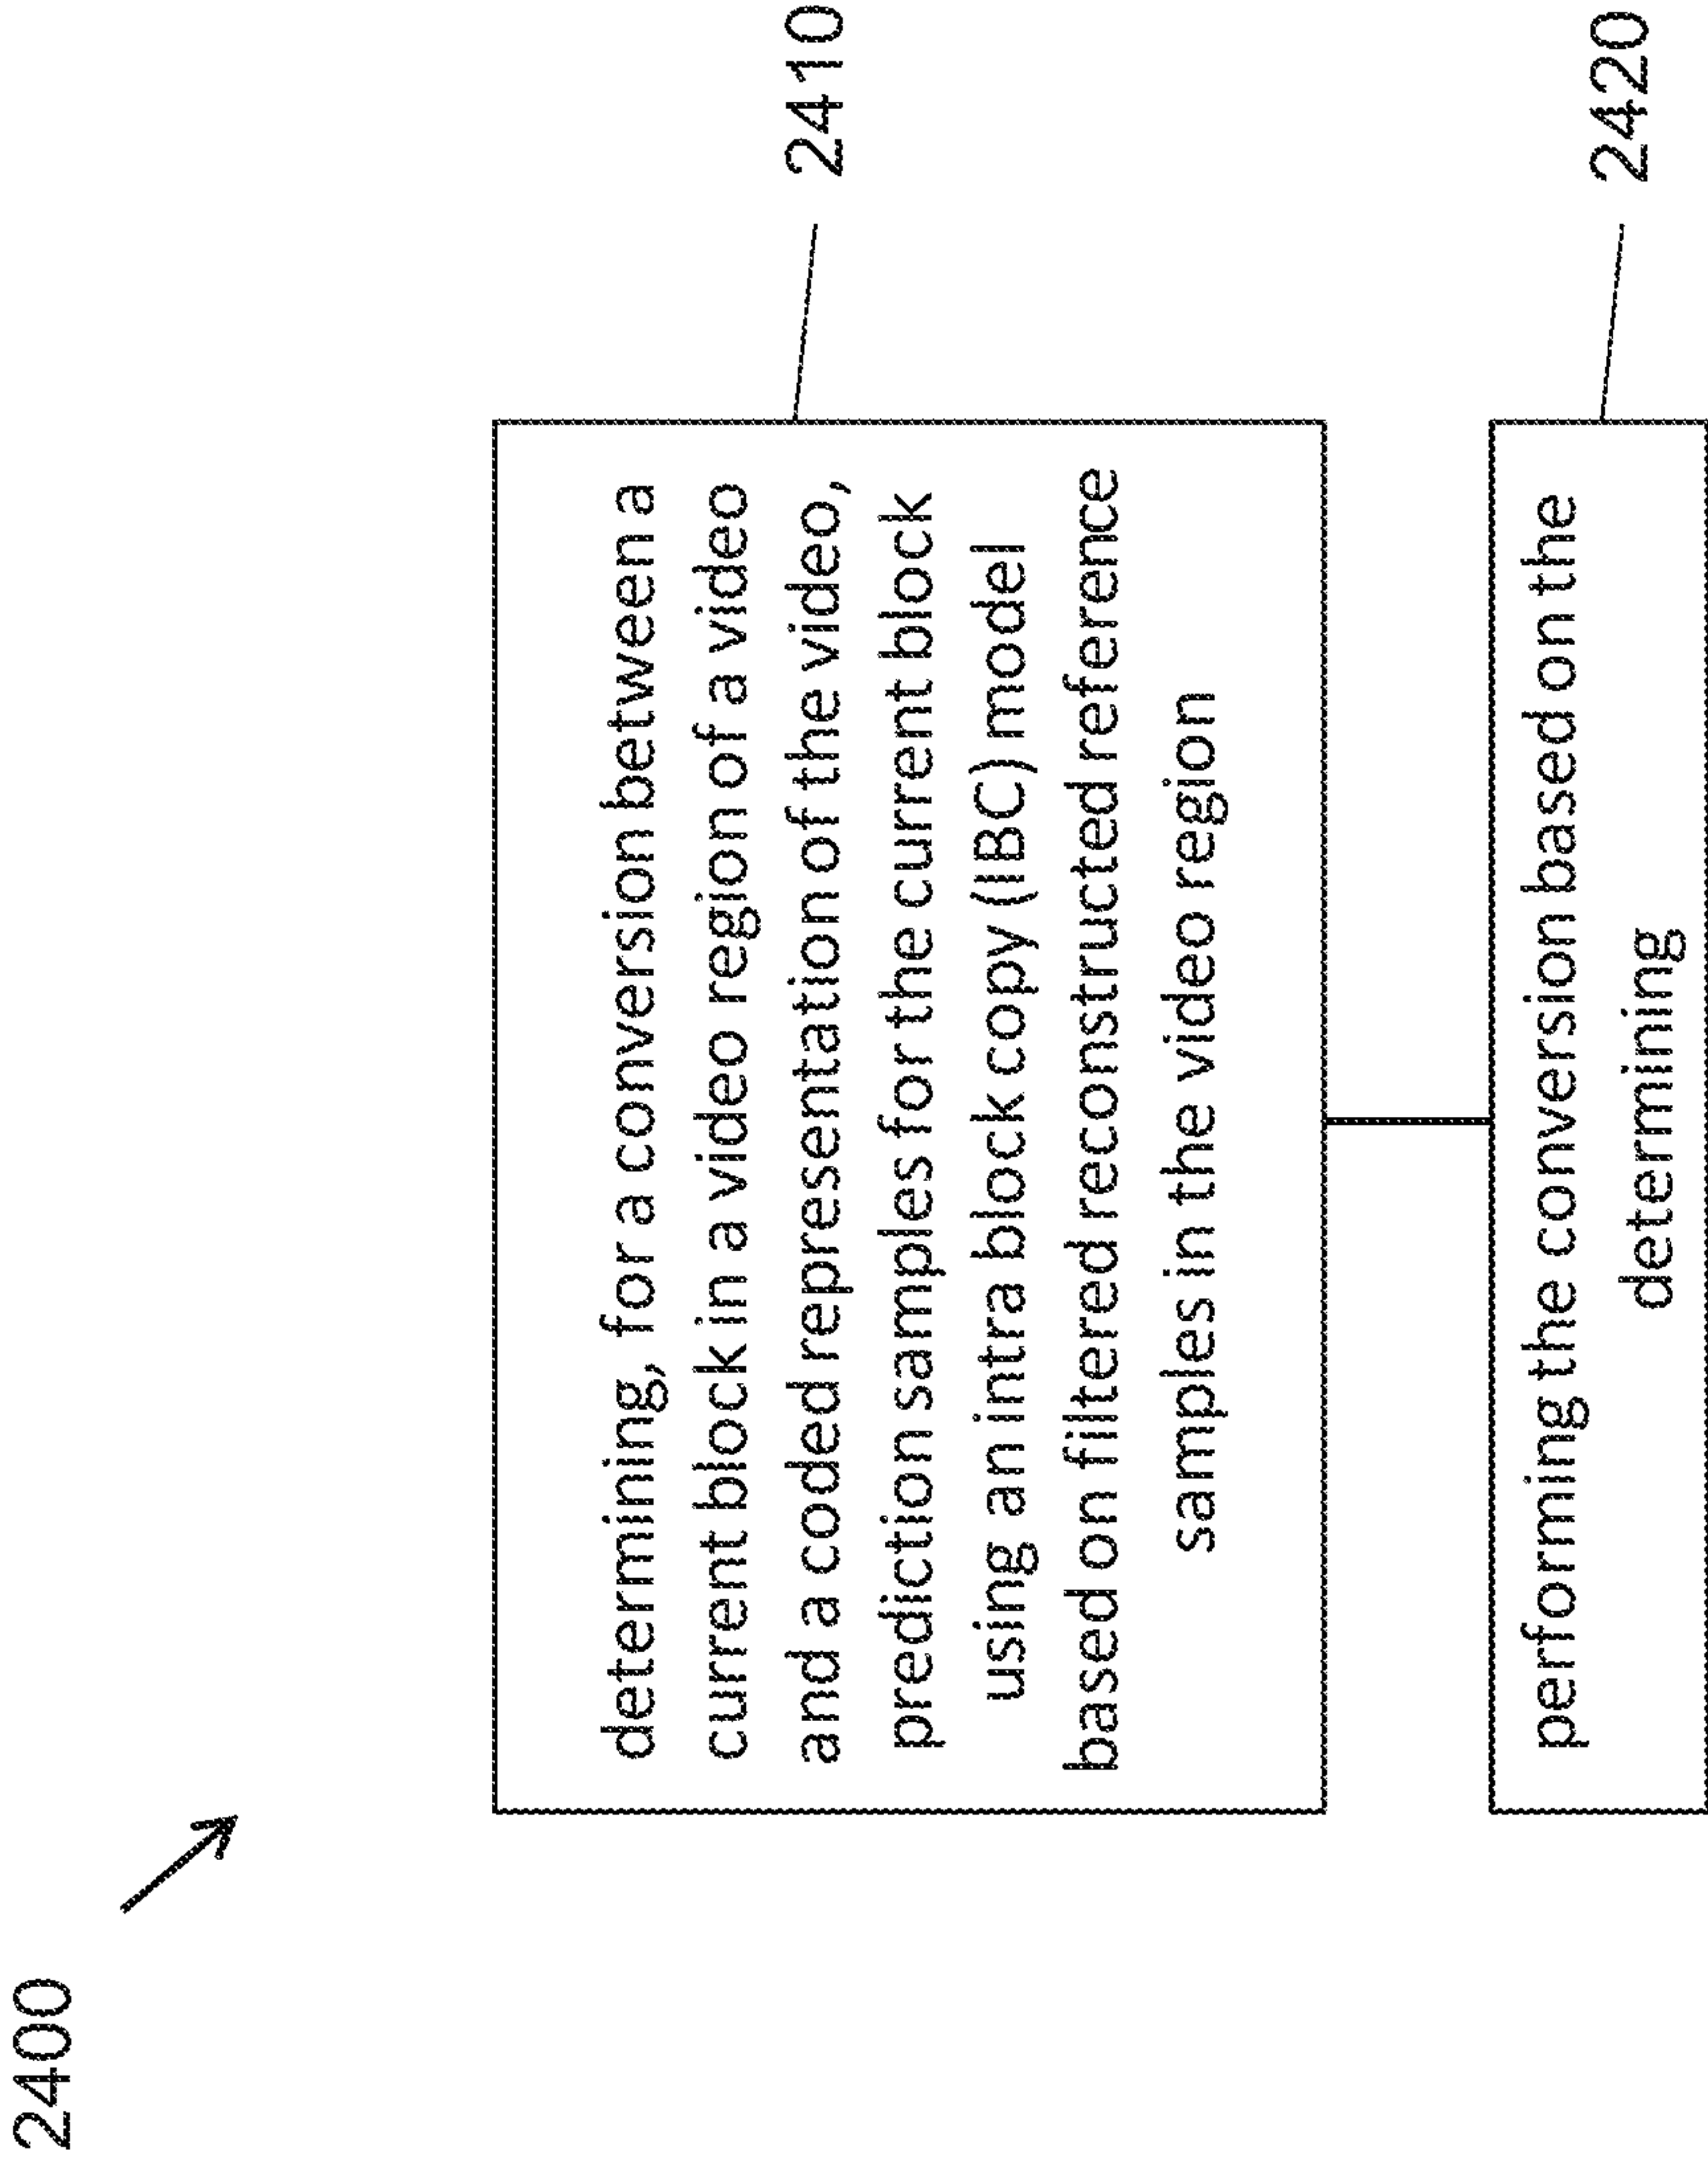 2400
determining, for a conversion between a
current block in a video region of a video
and a coded representation of the video,
prediction samples for the current block
using an intra block copy (IBC) model
based on filtered reconstructed reference
samples in the video region
2410
performing the conversion based on the
determining
2420